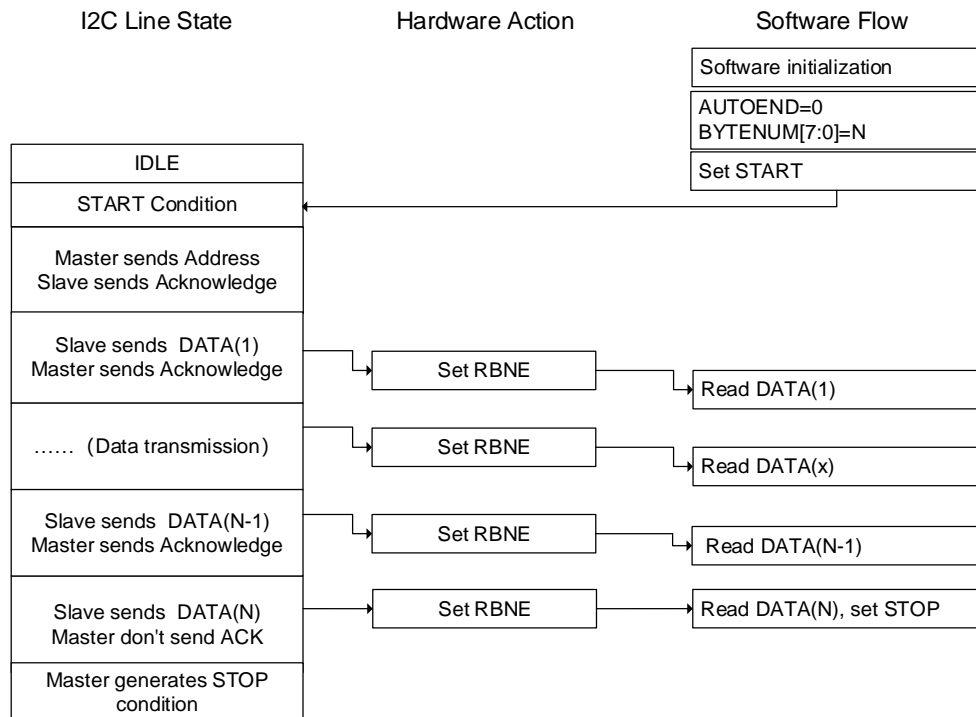 I2C Line State
Hardware Action
Software Flow
Software initialization
AUTOEND=0
BYTENUM[7:0]=N
Set START
IDLE
START Condition
Master sends Address
Slave sends Acknowledge
Slave sends DATA(1)
Master sends Acknowledge
Set RBNE
Read DATA(1)
...... (Data transmission)
Set RBNE
Read DATA(x)
Slave sends DATA(N-1)
Master sends Acknowledge
Set RBNE
Read DATA(N-1)
Slave sends DATA(N)
Master don't send ACK
Set RBNE
Read DATA(N), set STOP
Master generates STOP
condition